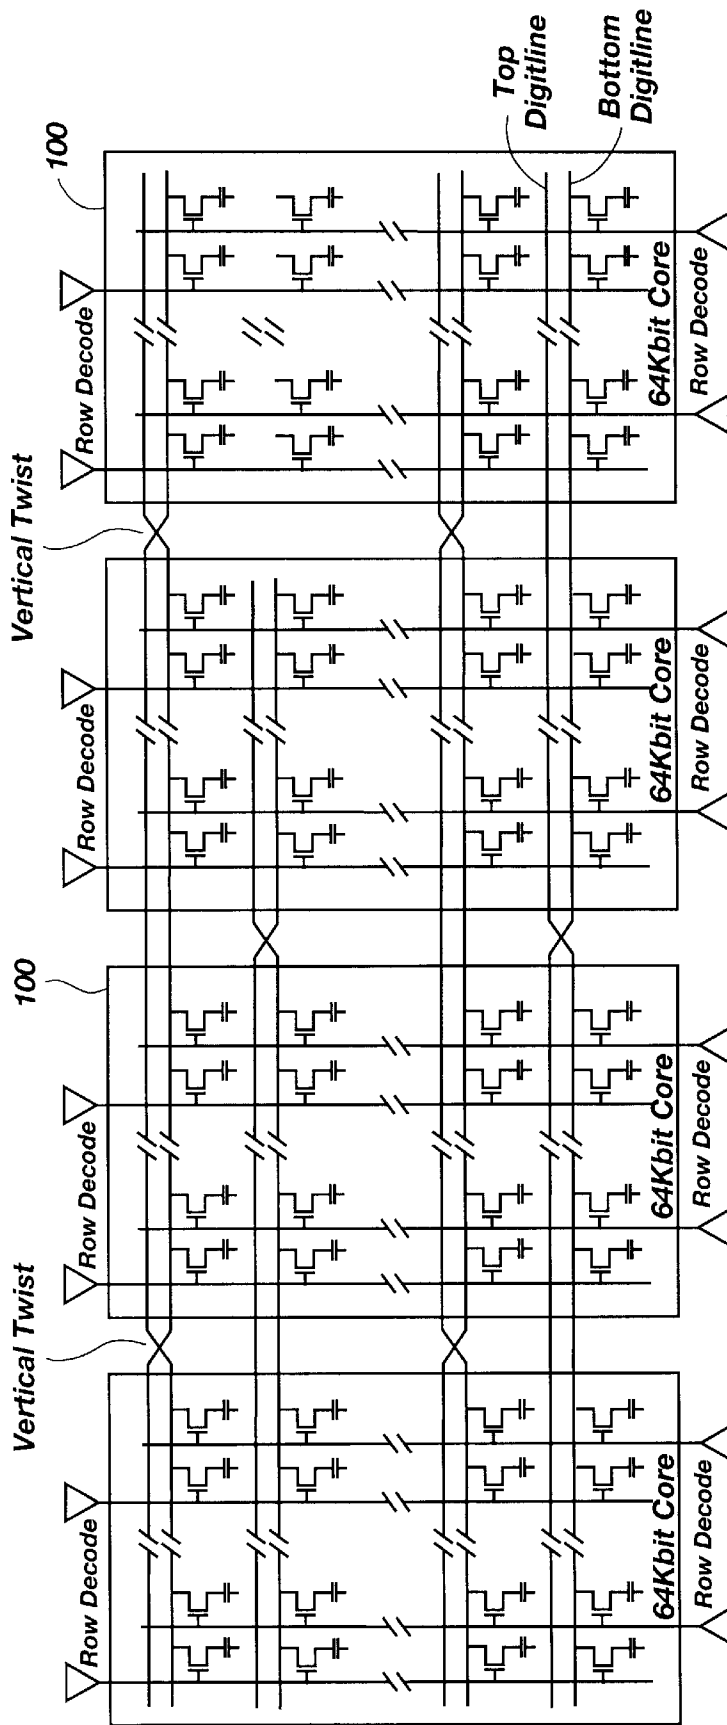 Vertical Twist
100
Vertical Twist
100
Row Decode
Row Decode
Row Decode
Row Decode
Top
Digitline
Bottom
Digitline
64Kbit Core
64Kbit Core
64Kbit Core
64Kbit Core
Row Decode
Row Decode
Row Decode
Row Decode